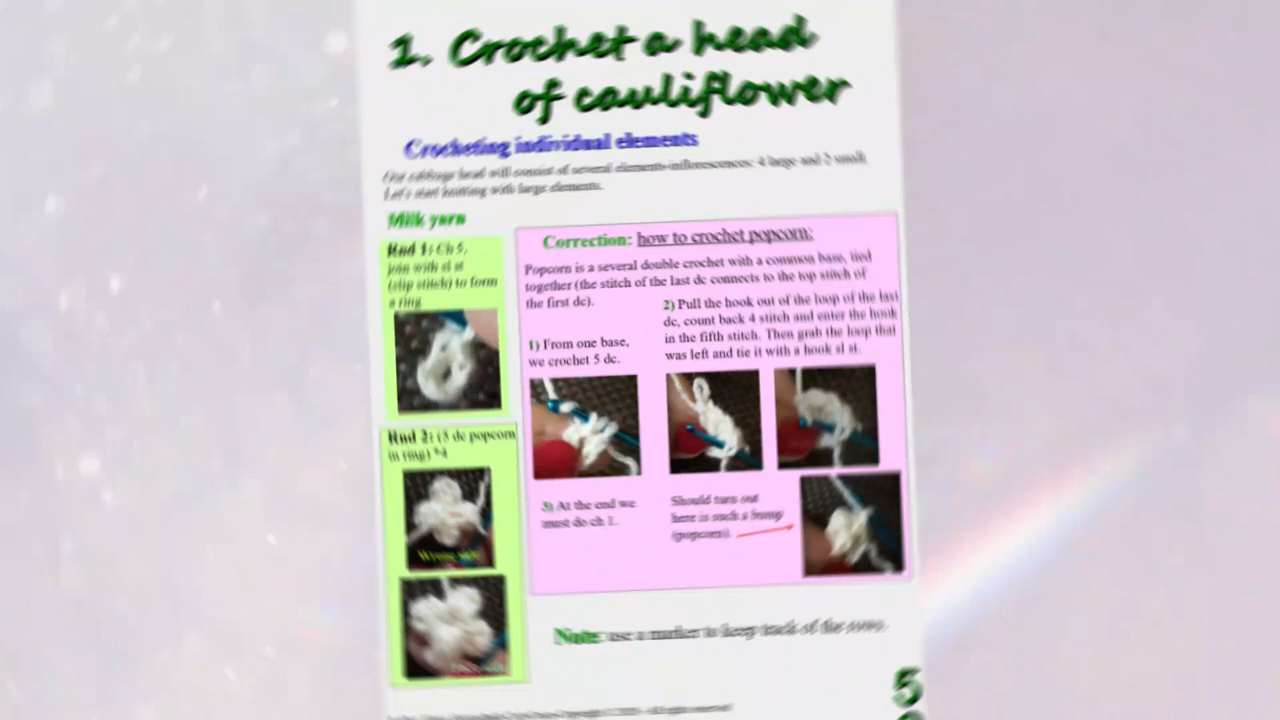 1. Crochet a head
of cauliflower
Crocheting individual elements
Our cabbage head will consist of several elements-inflorescences: 4 large and 2 small.
Let's start knitting with large elements.
Milk yarn
Rnd 1: Ch 5,
join with sl st
(slip stitch) to form
a ring
Rnd 2: (5 dc popcorn
in ring) *4
Wrong side
Correction: how to crochet popcorn:
Popcorn is a several double crochet with a common base, tied
together (the stitch of the last dc connects to the top stitch of
the first dc).
1) From one base,
we crochet 5 dc.
2) Pull the hook out of the loop of the last
dc, count back 4 stitch and enter the hook
in the fifth stitch. Then grab the loop that
was left and tie it with a hook sl st.
3) At the end we
must do ch 1.
Should turn out
here is such a bump
(popcorn)
Note: use a marker to keep track of the rows.
5